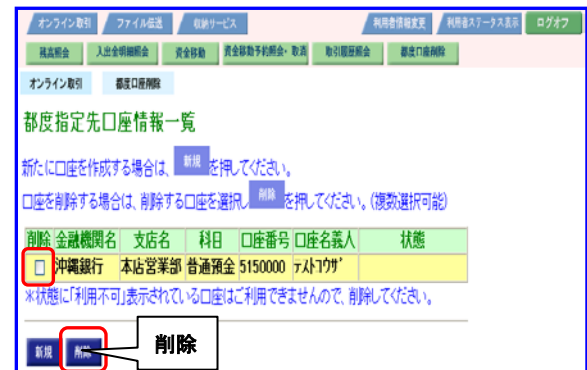 オンライン取引 ファイル伝送 収納サービス 利用者情報変更 利用者ステータス表示 ログオフ
残高照会 入出金明細照会 資金移動 資金移動予約照会・取消 取引履歴照会 都度口座削除
オンライン取引 都度口座削除
都度指定先口座情報一覧
新たに口座を作成する場合は、 新規 を押してください。
口座を削除する場合は、削除する口座を選択し 削除 を押してください。(複数選択可能)
削除 金融機関名 支店名 科目 口座番号 口座名義人 状態
沖縄銀行 本店営業部 普通預金 5150000 テストコウザ
※状態に「利用不可」表示されている口座はご利用できませんので、削除してください。
新規 削除 削除